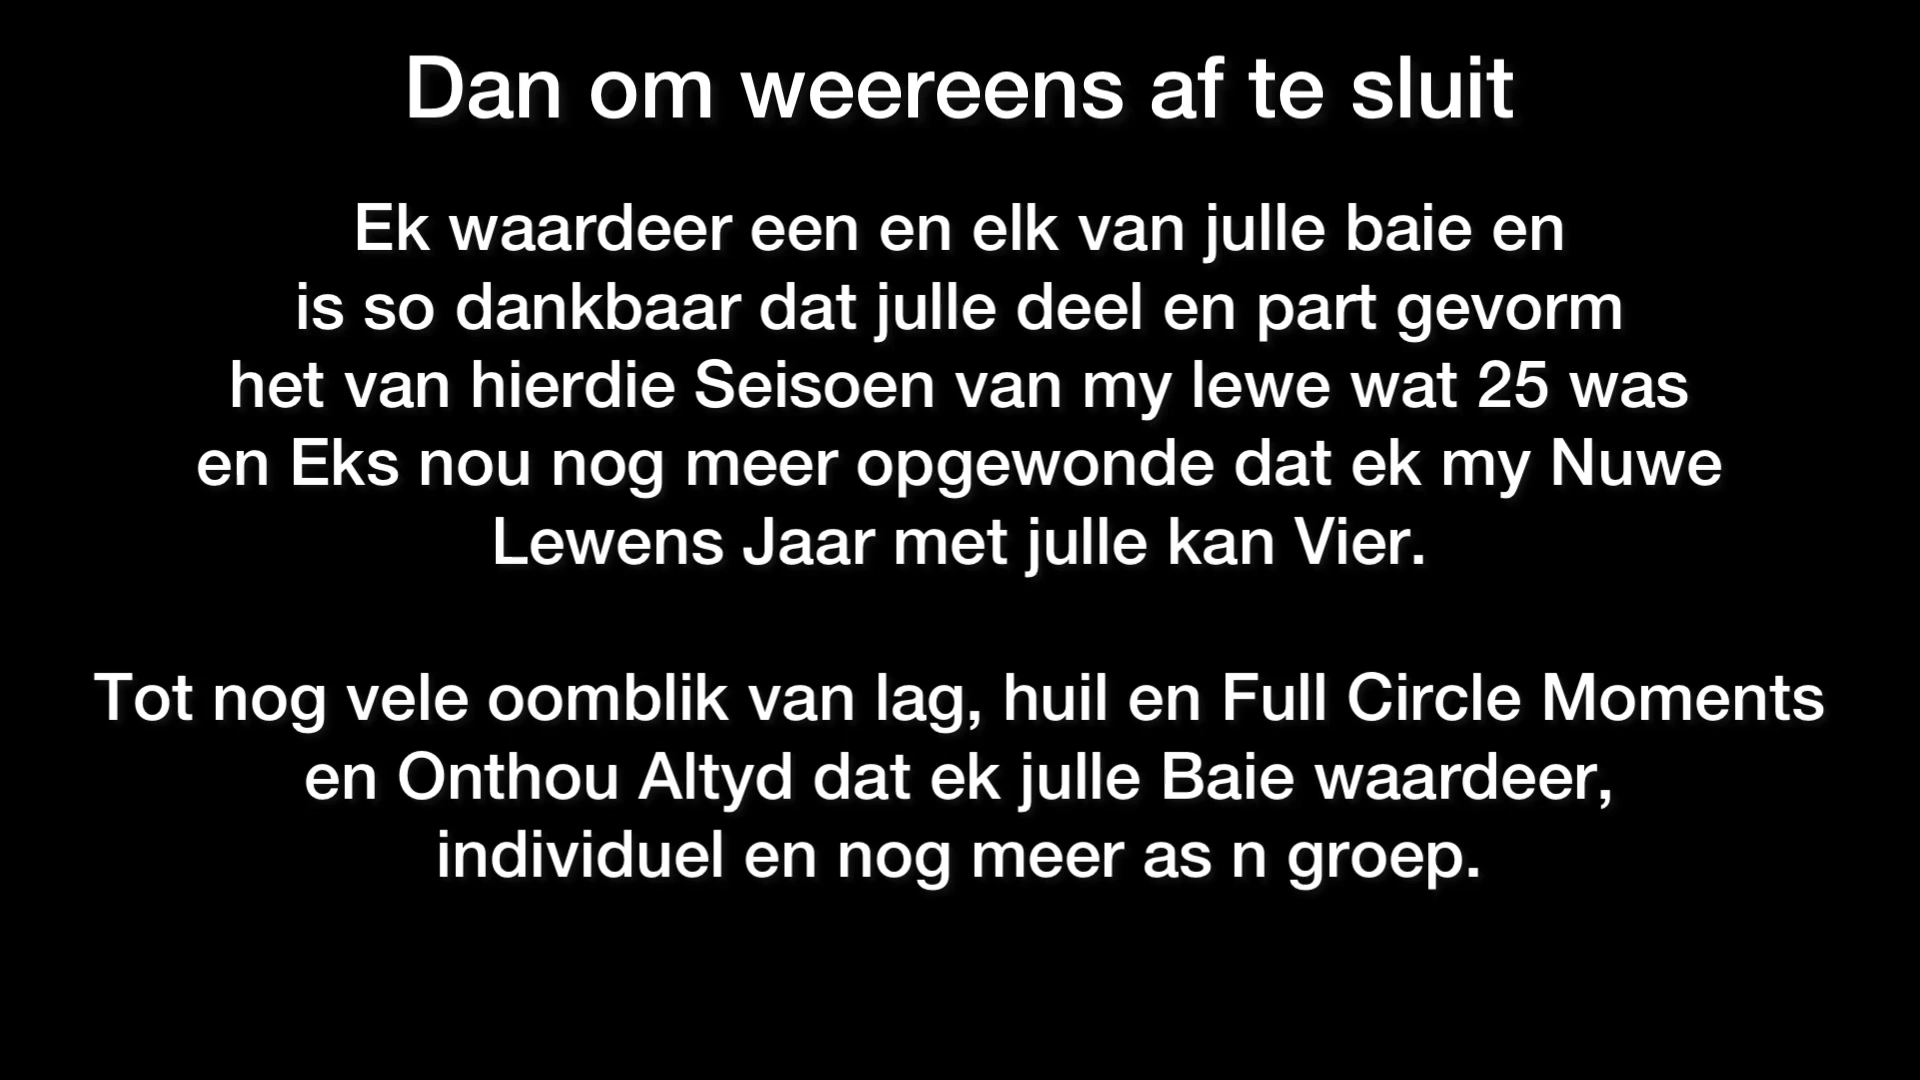 Dan om weereens af te sluit
Ek waardeer een en elk van julle baie en
is so dankbaar dat julle deel en part gevorm
het van hierdie Seisoen van my lewe wat 25 was
en Eks nou nog meer opgewonde dat ek my Nuwe
Lewens Jaar met julle kan Vier.
Tot nog vele oomblik van lag, huil en Full Circle Moments
en Onthou Altyd dat ek julle Baie waardeer,
individuel en nog meer as n groep.